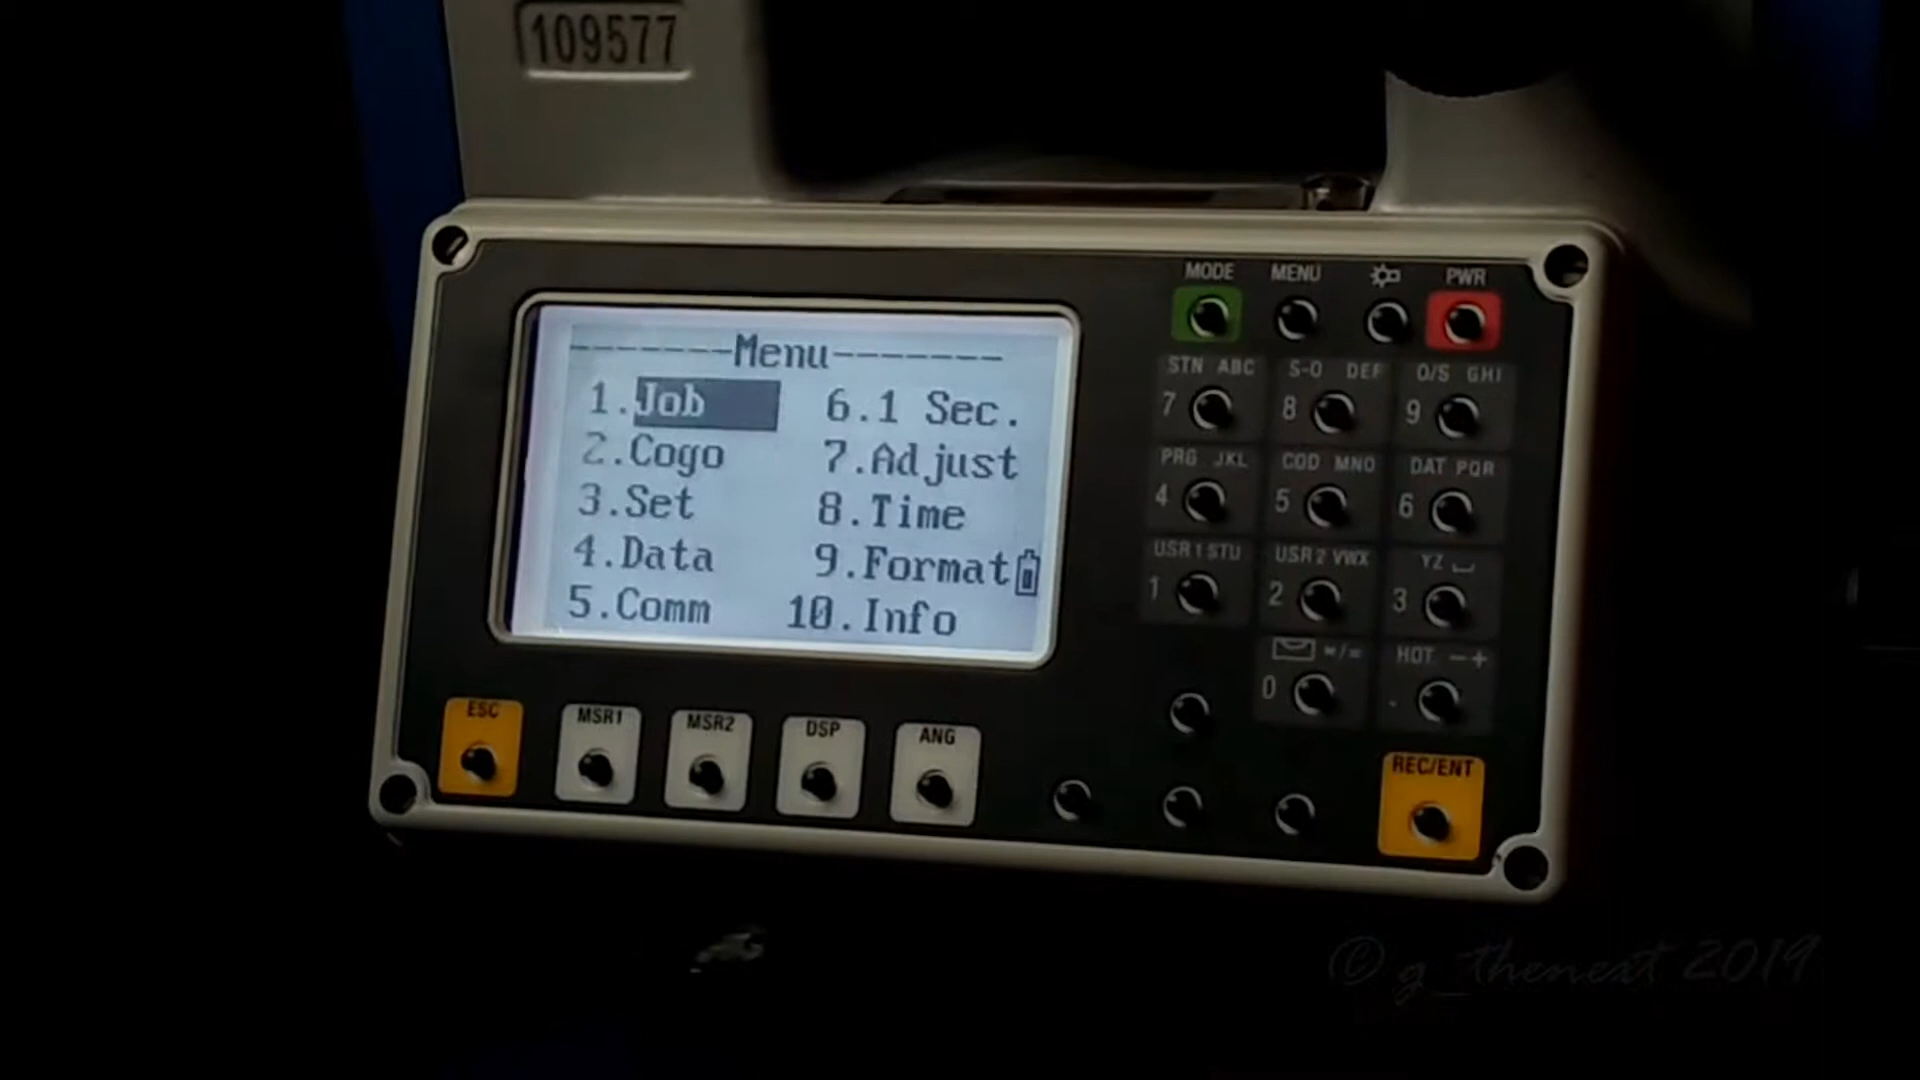 109577
MODE MENU PWR
-------Menu-------
1.Job 6.1 Sec.
2.Cogo 7.Adjust
3.Set 8.Time
4.Data 9.Format
5.Comm 10.Info
STN ABC S-O DEF O/S GHI
7 8 9
PRG JKL COD MNO DAT PQR
4 5 6
USR1 STU USR2 VWX YZ
1 2 3
*/= HOT -+
0 .
ESC MSR1 MSR2 DSP ANG REC/ENT
© g_thenext 2019